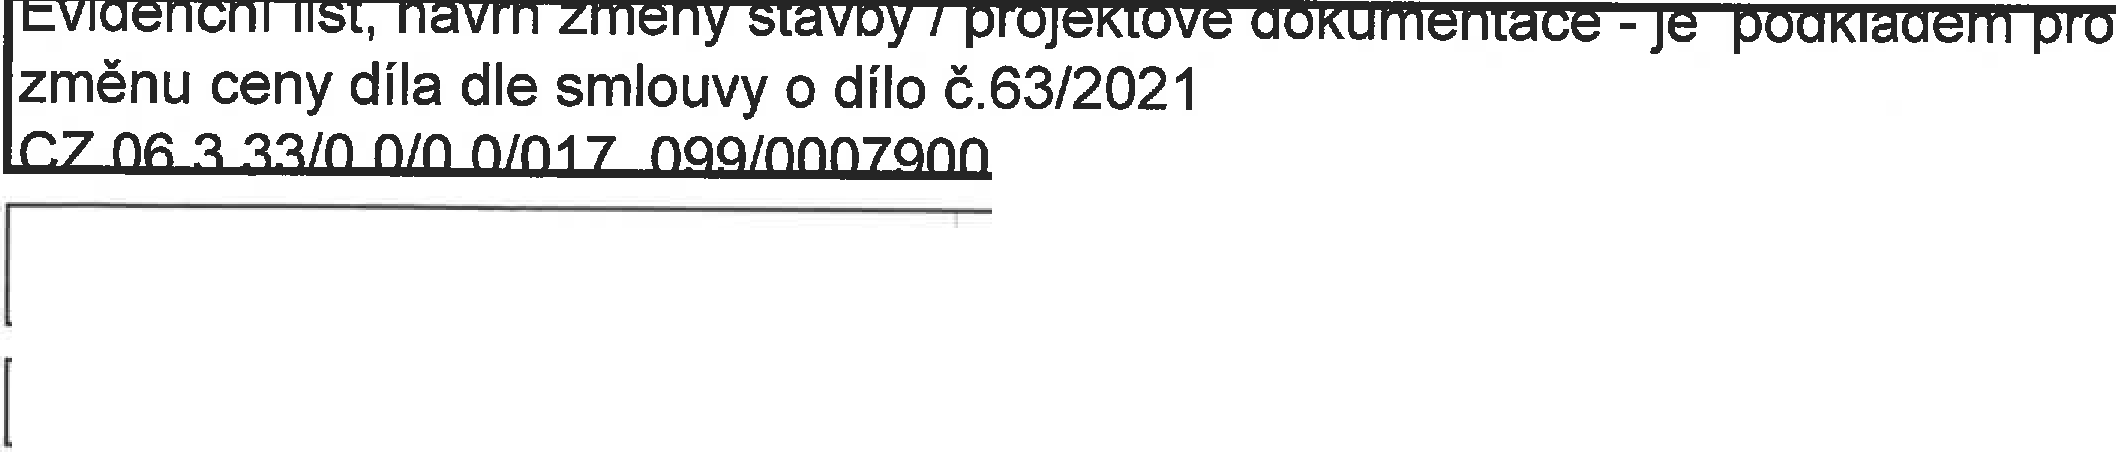 Evidenční list, návrh změny stavby / projektové dokumentace - je podkladem pro
změnu ceny díla dle smlouvy o dílo č.63/2021
CZ.06.3.33/0.0/0.0/017_099/0007900